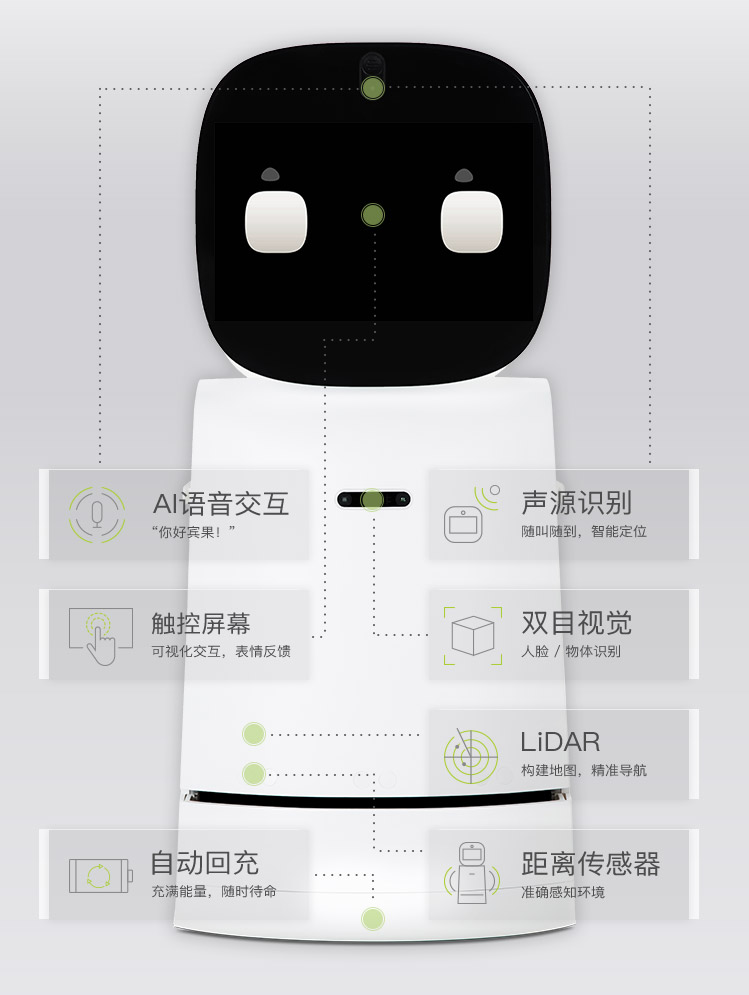 AI语音交互
“你好宾果！”
声源识别
随叫随到，智能定位
触控屏幕
可视化交互，表情反馈
双目视觉
人脸 / 物体识别
LiDAR
构建地图，精准导航
自动回充
充满能量，随时待命
距离传感器
准确感知环境